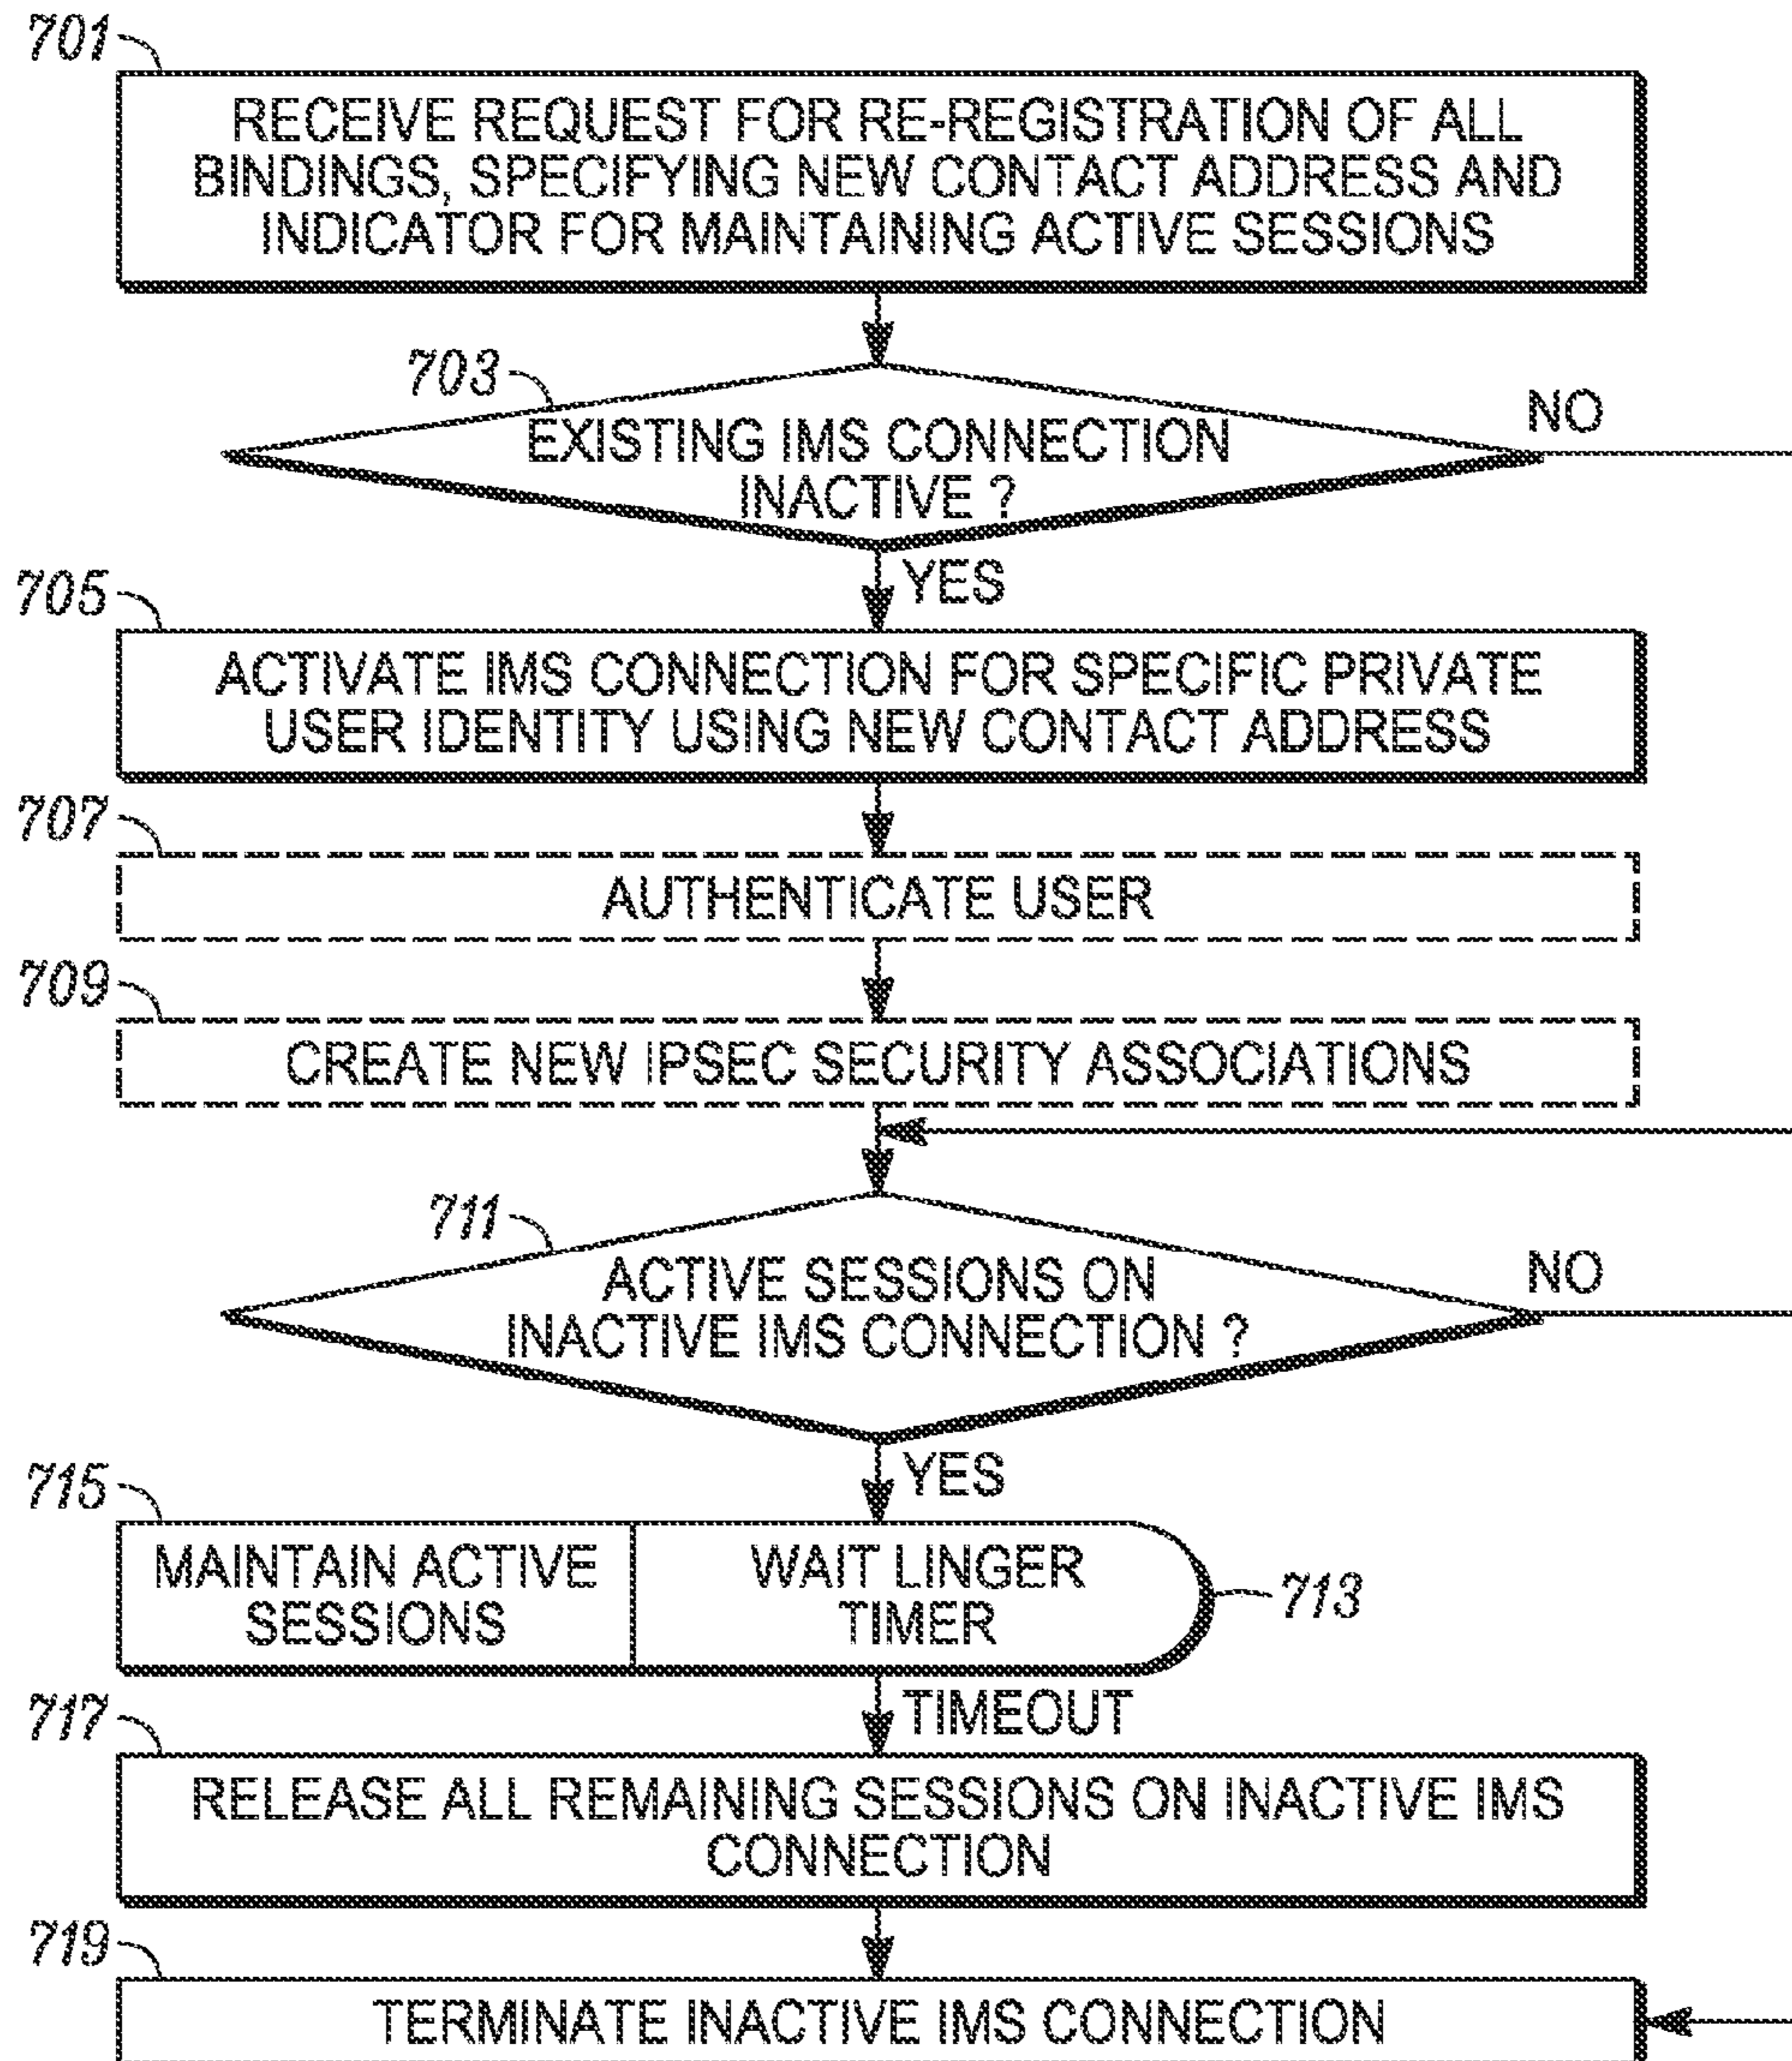 701
RECEIVE REQUEST FOR RE-REGISTRATION OF ALL
BINDINGS, SPECIFYING NEW CONTACT ADDRESS AND
INDICATOR FOR MAINTAINING ACTIVE SESSIONS
703
EXISTING IMS CONNECTION
INACTIVE ?
NO
YES
705
ACTIVATE IMS CONNECTION FOR SPECIFIC PRIVATE
USER IDENTITY USING NEW CONTACT ADDRESS
707
AUTHENTICATE USER
709
CREATE NEW IPSEC SECURITY ASSOCIATIONS
711
ACTIVE SESSIONS ON
INACTIVE IMS CONNECTION ?
NO
YES
715
MAINTAIN ACTIVE
SESSIONS
WAIT LINGER
TIMER
713
TIMEOUT
717
RELEASE ALL REMAINING SESSIONS ON INACTIVE IMS
CONNECTION
719
TERMINATE INACTIVE IMS CONNECTION